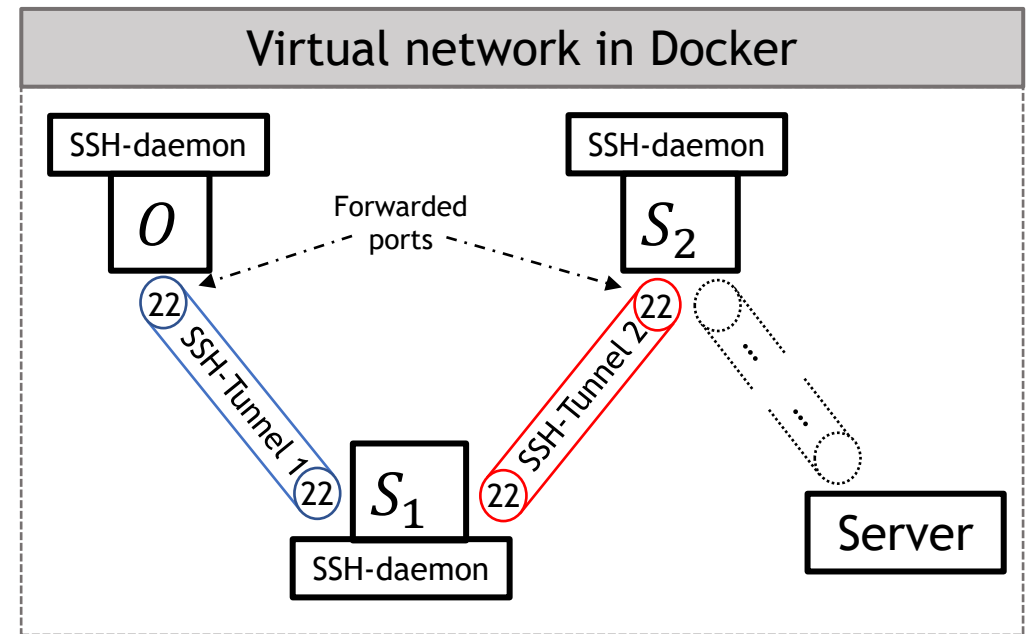 Virtual network in Docker
SSH-daemon
SSH-daemon
O
Forwarded
ports
S₂
22
22
SSH-Tunnel 1
SSH-Tunnel 2
...
...
22
S₁
22
Server
SSH-daemon